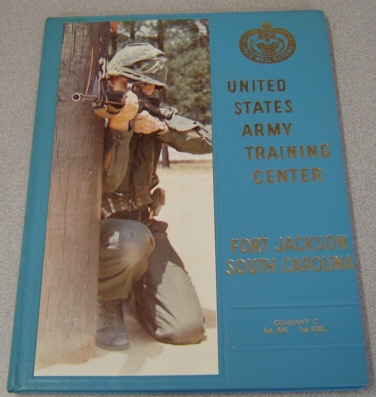 UNITED
STATES
ARMY
TRAINING
CENTER
FORT JACKSON
SOUTH CAROLINA
COMPANY C
1st. BN. 1st BDE.